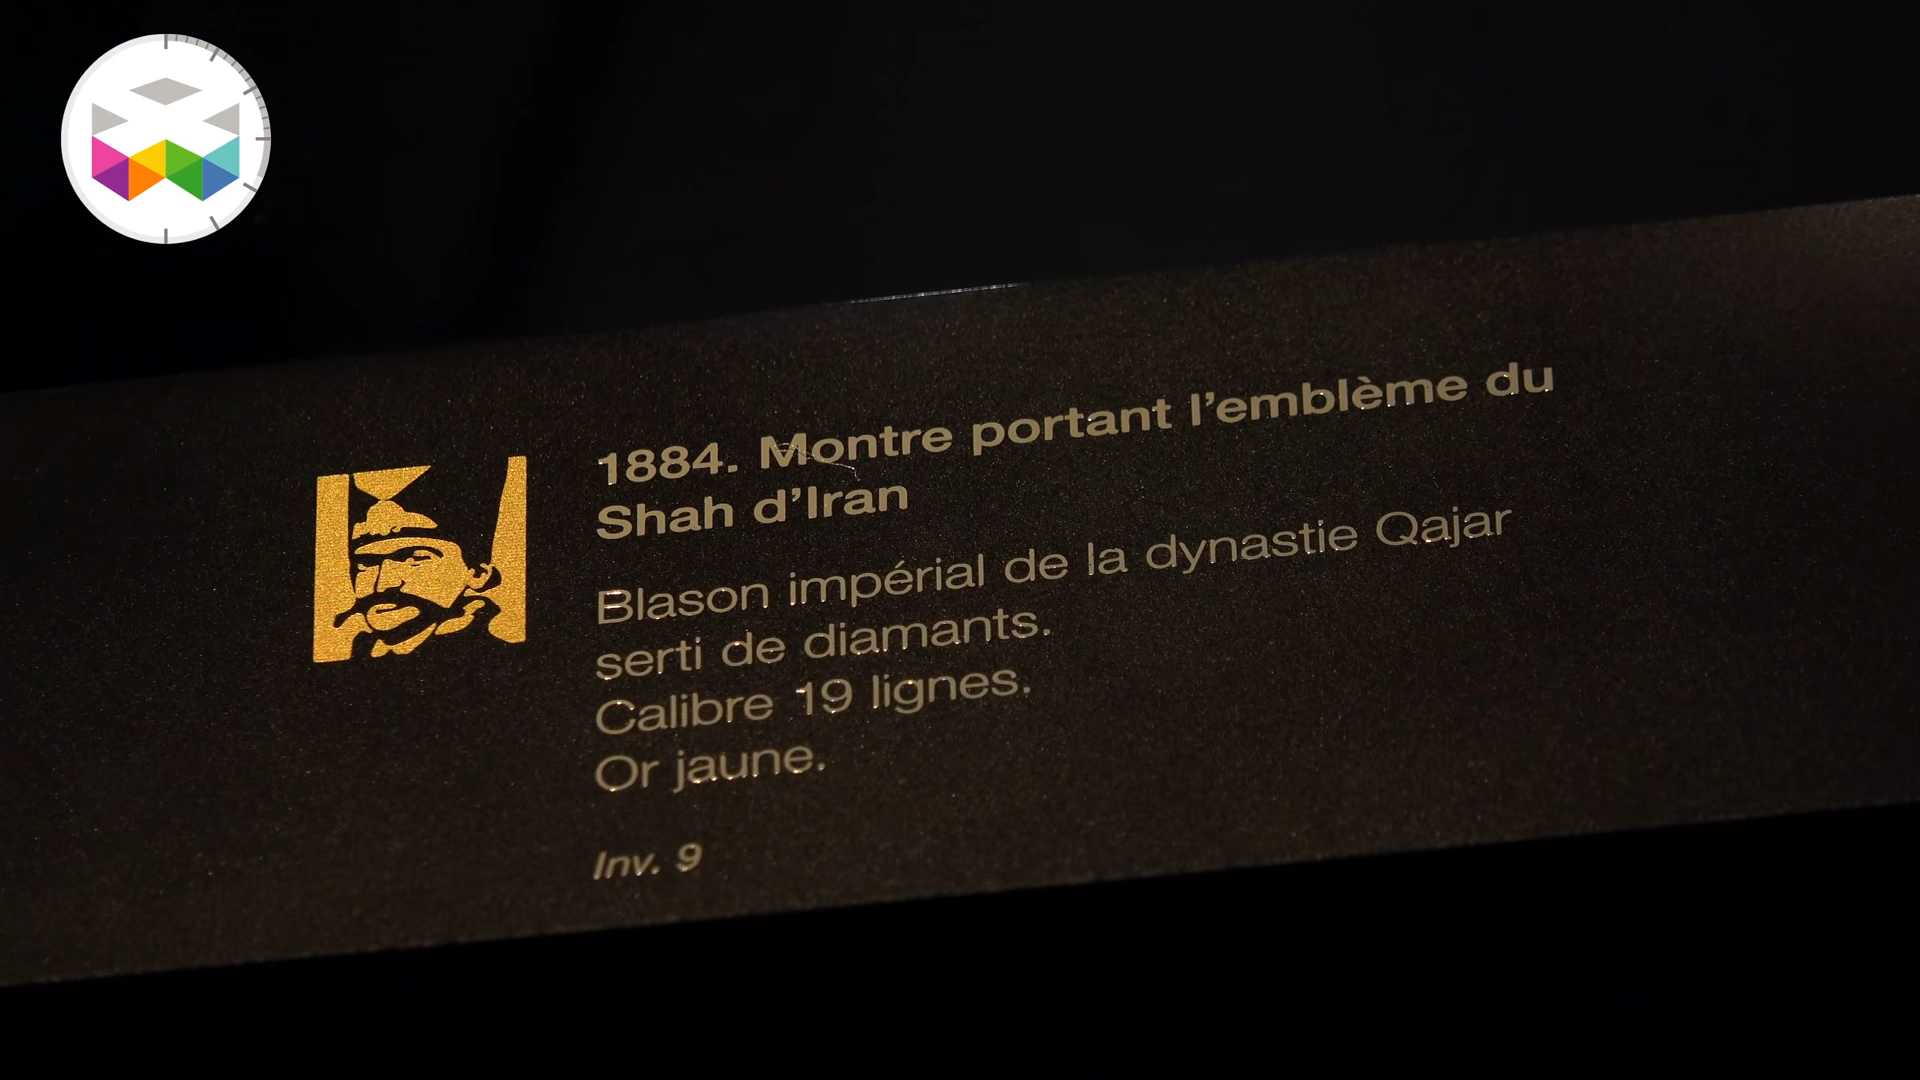 1884. Montre portant l’emblème du
Shah d’Iran
Blason impérial de la dynastie Qajar
serti de diamants.
Calibre 19 lignes.
Or jaune.
Inv. 9